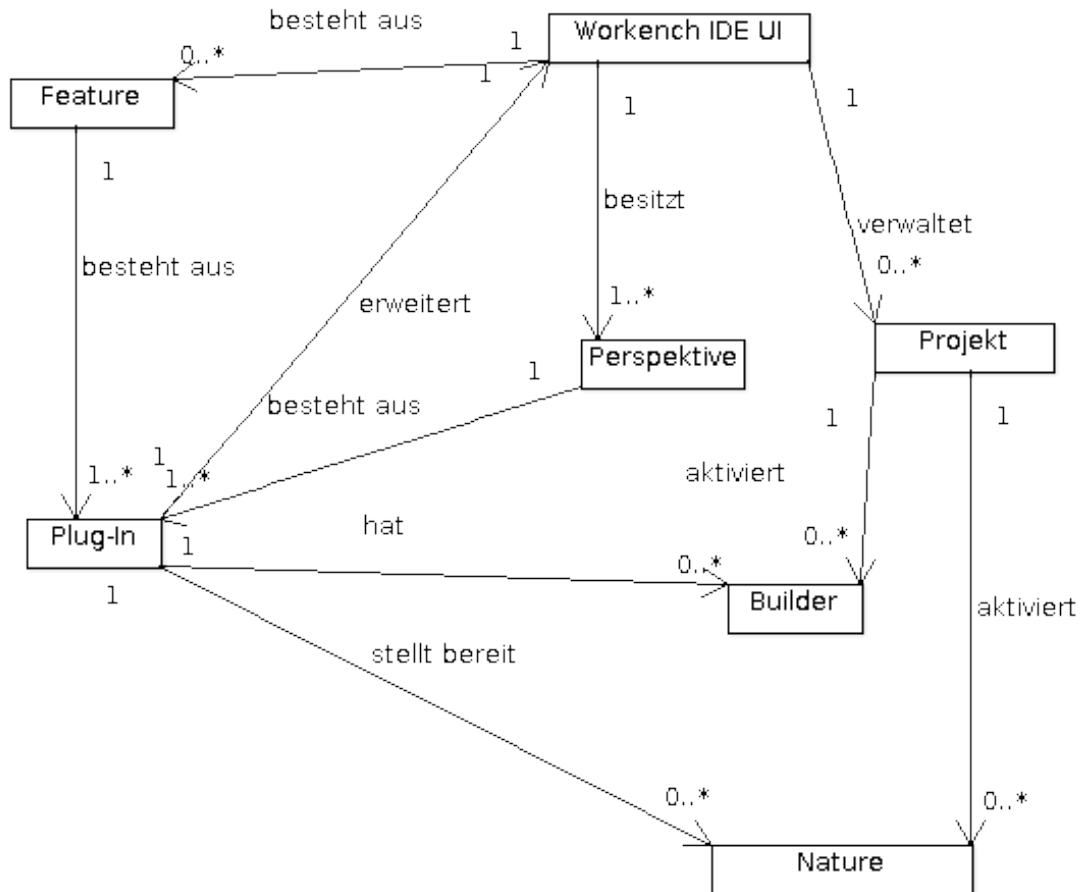 besteht aus
Workench IDE UI
0..*
1
1
Feature
1
1
1
besitzt
verwaltet
besteht aus
0..*
erweitert
1..*
Projekt
Perspektive
1
besteht aus
1
1
1
1..*
1..*
aktiviert
hat
0..*
Plug-In
1
0..*
1
Builder
aktiviert
stellt bereit
0..*
0..*
Nature